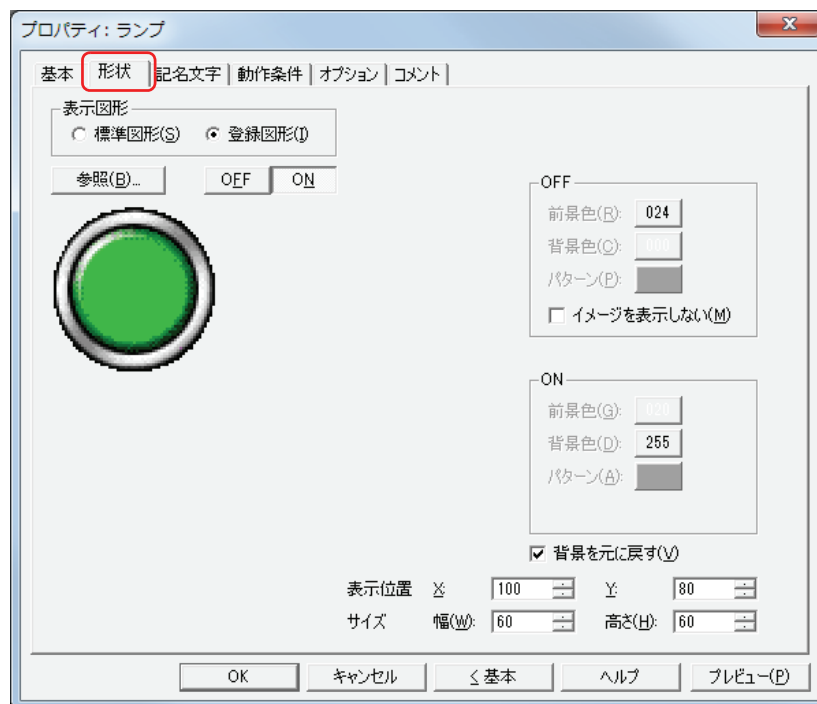 プロパティ: ランプ
x
基本 形状 記名文字 動作条件 オプション コメント
表示図形
標準図形(S) 登録図形(I)
参照(B)... OFF ON
OFF
前景色(R): 024
背景色(C): 000
パターン(P):
イメージを表示しない(M)
ON
前景色(G): 020
背景色(D): 255
パターン(A):
背景を元に戻す(V)
表示位置 X: 100 Y: 80
サイズ 幅(W): 60 高さ(H): 60
OK キャンセル < 基本 ヘルプ プレビュー(P)